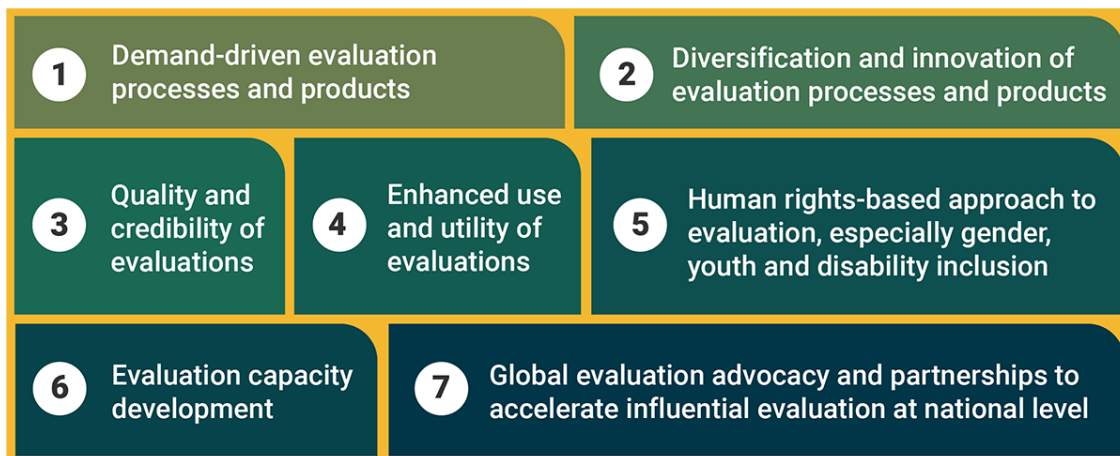 1
Demand-driven evaluation
processes and products
2
Diversification and innovation of
evaluation processes and products
3
Quality and
credibility of
evaluations
4
Enhanced use
and utility of
evaluations
5
Human rights-based approach to
evaluation, especially gender,
youth and disability inclusion
6
Evaluation capacity
development
7
Global evaluation advocacy and partnerships to
accelerate influential evaluation at national level